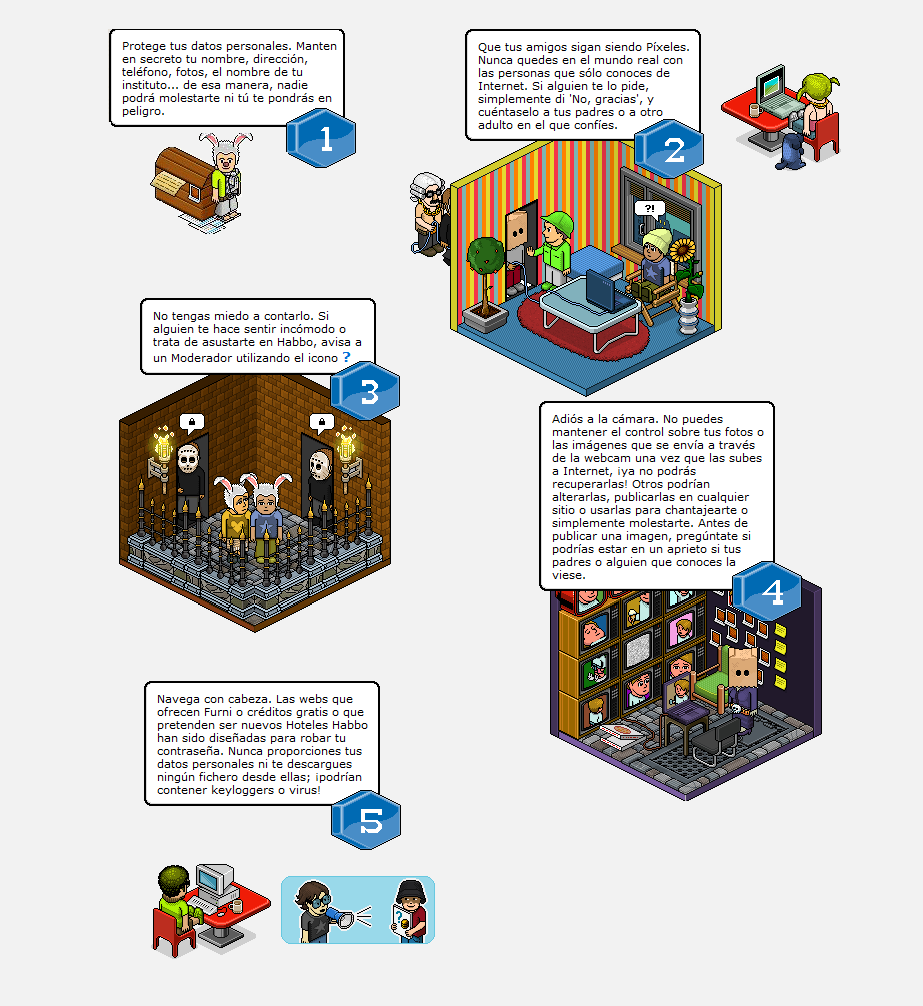 Protege tus datos personales. Manten
en secreto tu nombre, dirección,
teléfono, fotos, el nombre de tu
instituto... de esa manera, nadie
podrá molestarte ni tú te pondrás en
peligro.
1
Que tus amigos sigan siendo Píxeles.
Nunca quedes en el mundo real con
las personas que sólo conoces de
Internet. Si alguien te lo pide,
simplemente di 'No, gracias', y
cuéntaselo a tus padres o a otro
adulto en el que confíes.
2
?!
No tengas miedo a contarlo. Si
alguien te hace sentir incómodo o
trata de asustarte en Habbo, avisa a
un Moderador utilizando el icono ?
3
Adiós a la cámara. No puedes
mantener el control sobre tus fotos o
las imágenes que se envía a través
de la webcam una vez que las subes
a Internet, ¡ya no podrás
recuperarlas! Otros podrían
alterarlas, publicarlas en cualquier
sitio o usarlas para chantajearte o
simplemente molestarte. Antes de
publicar una imagen, pregúntate si
podrías estar en un aprieto si tus
padres o alguien que conoces la
viese.
4
Navega con cabeza. Las webs que
ofrecen Furni o créditos gratis o que
pretenden ser nuevos Hoteles Habbo
han sido diseñadas para robar tu
contraseña. Nunca proporciones tus
datos personales ni te descargues
ningún fichero desde ellas; ¡podrían
contener keyloggers o virus!
5
?